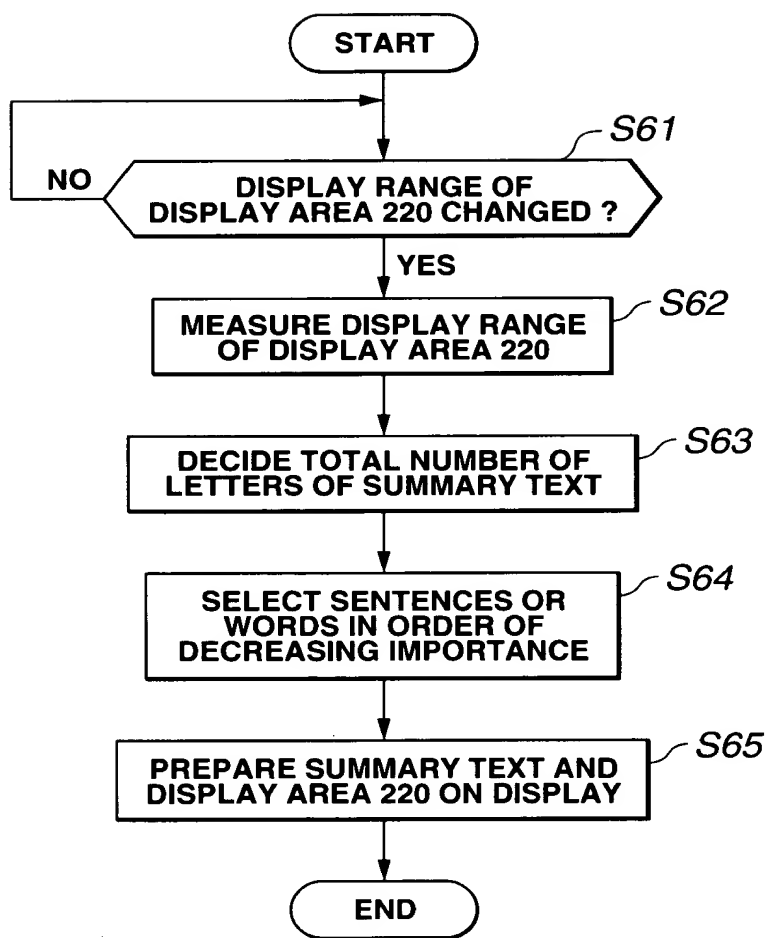 START
S61
NO
DISPLAY RANGE OF
DISPLAY AREA 220 CHANGED ?
YES
S62
MEASURE DISPLAY RANGE
OF DISPLAY AREA 220
S63
DECIDE TOTAL NUMBER OF
LETTERS OF SUMMARY TEXT
S64
SELECT SENTENCES OR
WORDS IN ORDER OF
DECREASING IMPORTANCE
S65
PREPARE SUMMARY TEXT AND
DISPLAY AREA 220 ON DISPLAY
END